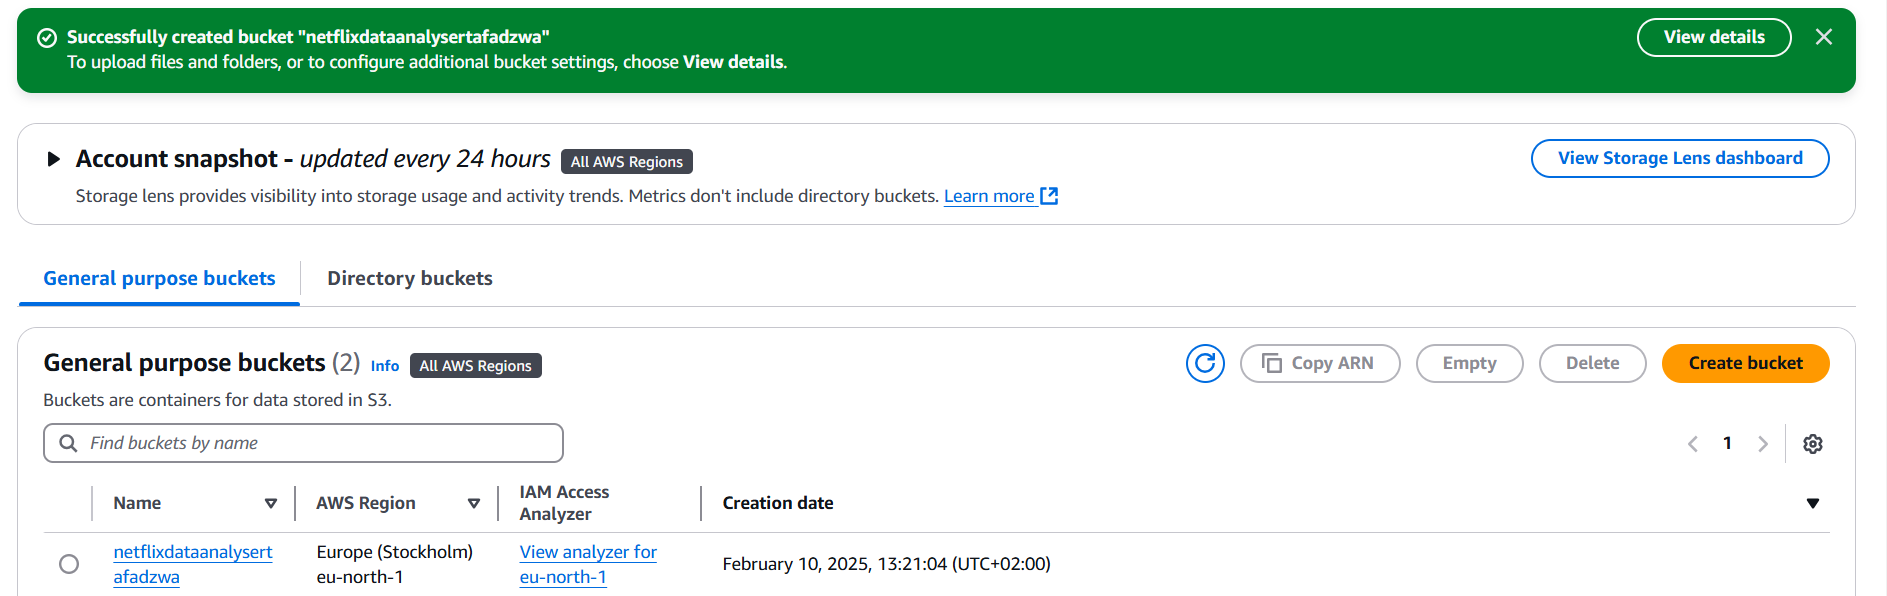 Successfully created bucket "netflixdataanalysertafadzwa"
To upload files and folders, or to configure additional bucket settings, choose View details.
View details
Account snapshot - updated every 24 hours All AWS Regions
View Storage Lens dashboard
Storage lens provides visibility into storage usage and activity trends. Metrics don't include directory buckets. Learn more
General purpose buckets Directory buckets
General purpose buckets (2) Info All AWS Regions
Copy ARN Empty Delete Create bucket
Buckets are containers for data stored in S3.
Find buckets by name
1
Name AWS Region IAM Access Analyzer Creation date
netflixdataanalysert
afadzwa
Europe (Stockholm)
eu-north-1
View analyzer for
eu-north-1
February 10, 2025, 13:21:04 (UTC+02:00)